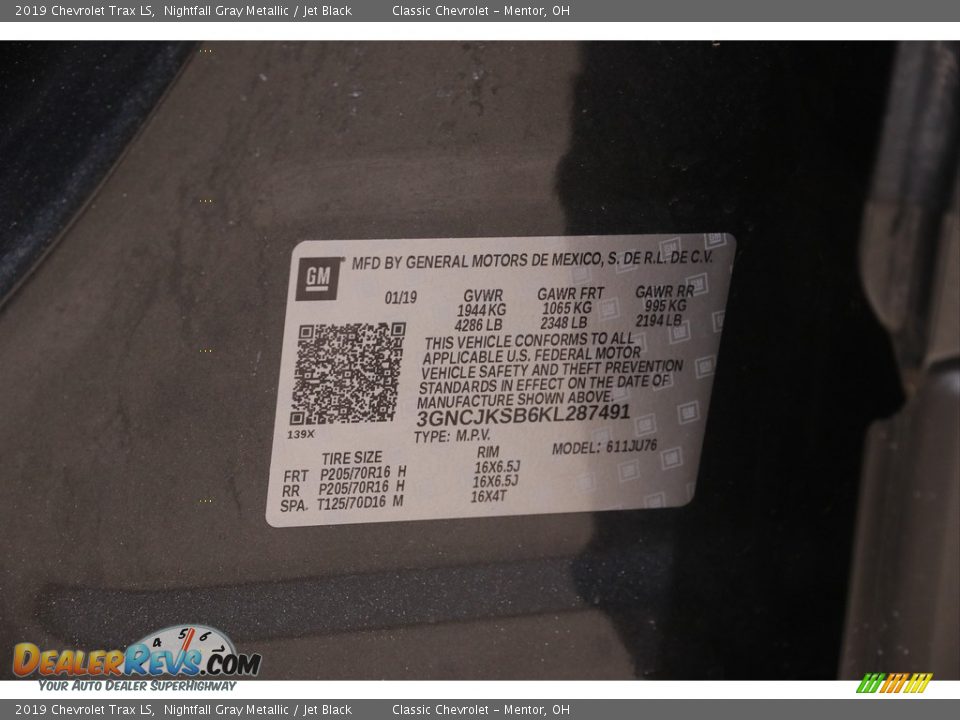 2019 Chevrolet Trax LS, Nightfall Gray Metallic / Jet Black Classic Chevrolet - Mentor, OH
GM MFD BY GENERAL MOTORS DE MEXICO, S. DE R.L. DE C.V.
01/19 GVWR GAWR FRT GAWR RR
1944 KG 1065 KG 995 KG
4286 LB 2348 LB 2194 LB
THIS VEHICLE CONFORMS TO ALL
APPLICABLE U.S. FEDERAL MOTOR
VEHICLE SAFETY AND THEFT PREVENTION
STANDARDS IN EFFECT ON THE DATE OF
MANUFACTURE SHOWN ABOVE.
3GNCJKSB6KL287491
139X TYPE: M.P.V. MODEL: 611JU76
TIRE SIZE RIM
FRT P205/70R16 H 16X6.5J
RR P205/70R16 H 16X6.5J
SPA. T125/70D16 M 16X4T
4 5 6
DEALERREVS.COM
YOUR AUTO DEALER SUPERHIGHWAY
2019 Chevrolet Trax LS, Nightfall Gray Metallic / Jet Black Classic Chevrolet - Mentor, OH